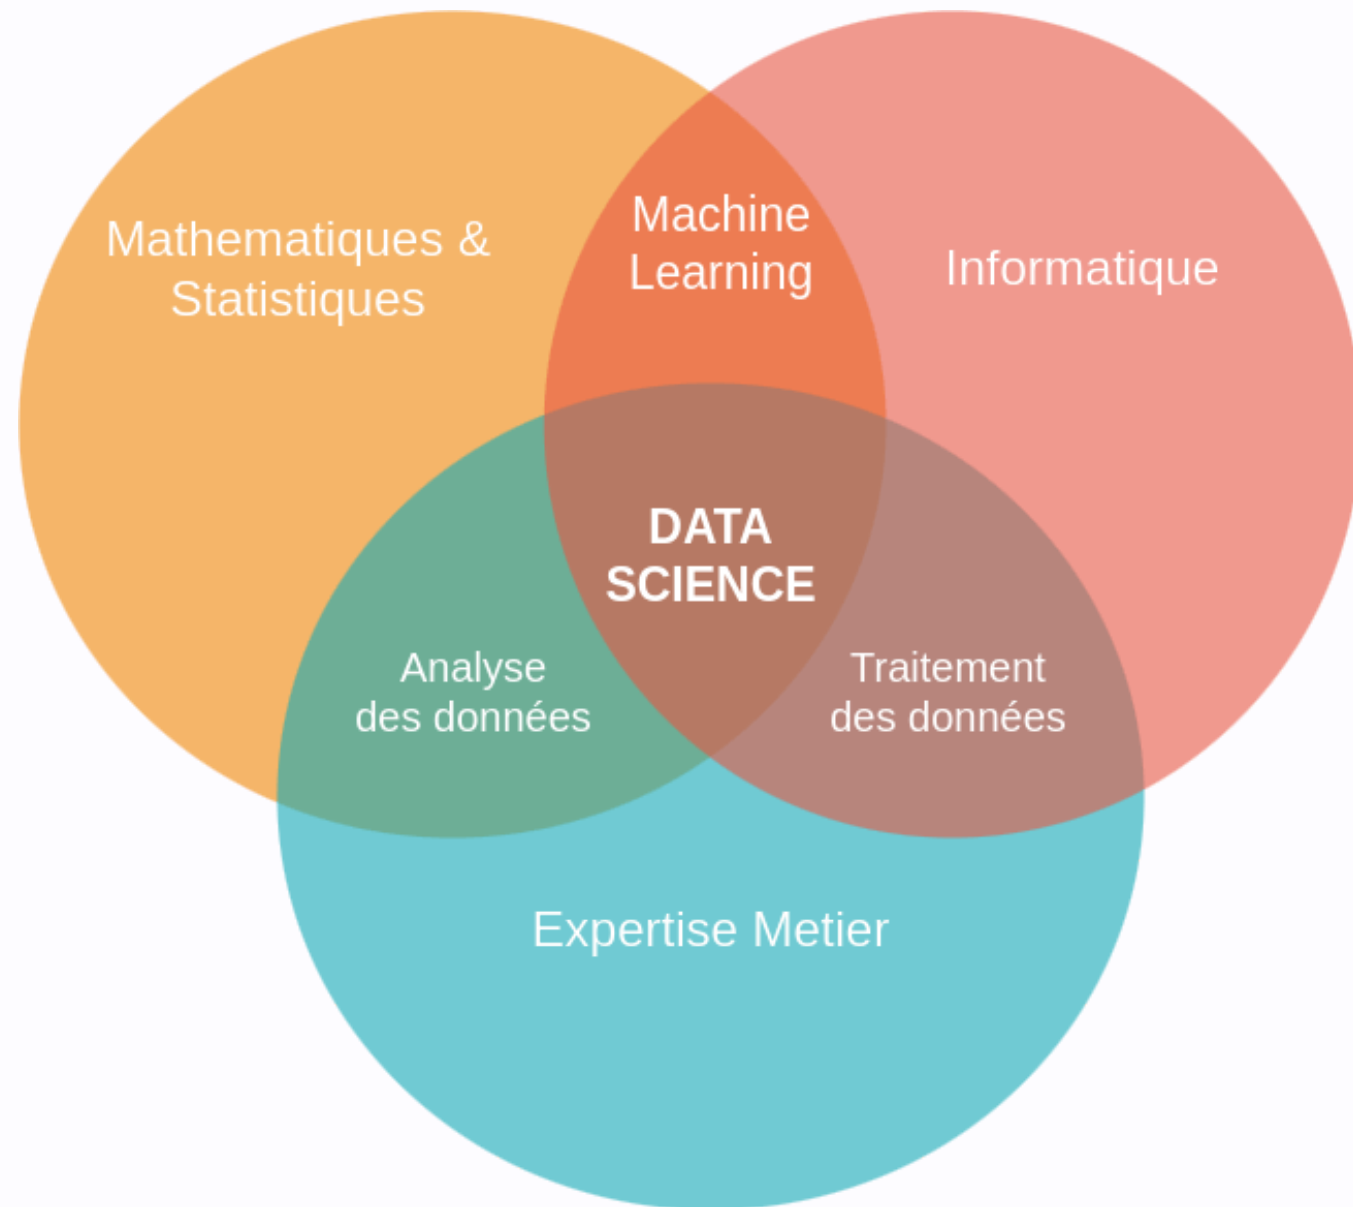 Mathematiques &
Statistiques
Machine
Learning
Informatique
DATA
SCIENCE
Analyse
des données
Traitement
des données
Expertise Metier